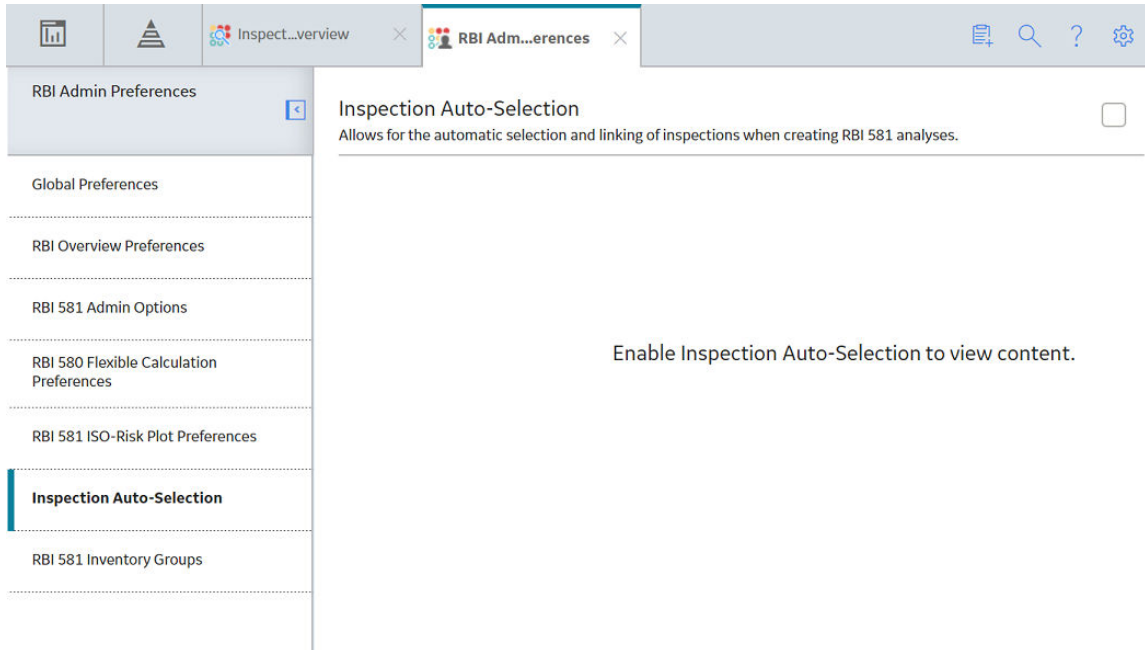 Inspect...verview
RBI Adm...erences
?
RBI Admin Preferences
Global Preferences
RBI Overview Preferences
RBI 581 Admin Options
RBI 580 Flexible Calculation
Preferences
RBI 581 ISO-Risk Plot Preferences
Inspection Auto-Selection
RBI 581 Inventory Groups
Inspection Auto-Selection
Allows for the automatic selection and linking of inspections when creating RBI 581 analyses.
Enable Inspection Auto-Selection to view content.